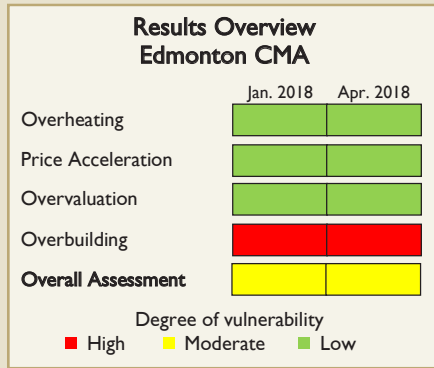 Results Overview
Edmonton CMA
Jan. 2018 Apr. 2018
Overheating
Price Acceleration
Overvaluation
Overbuilding
Overall Assessment
Degree of vulnerability
High Moderate Low